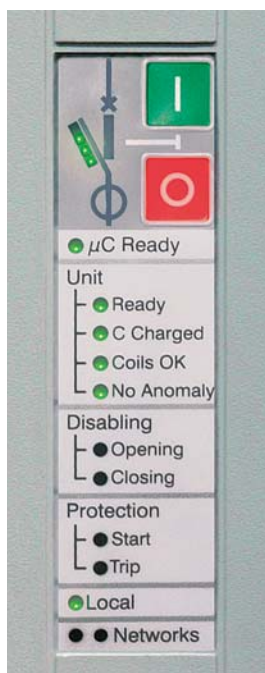 I
O
µC Ready
Unit
Ready
C Charged
Coils OK
No Anomaly
Disabling
Opening
Closing
Protection
Start
Trip
Local
Networks